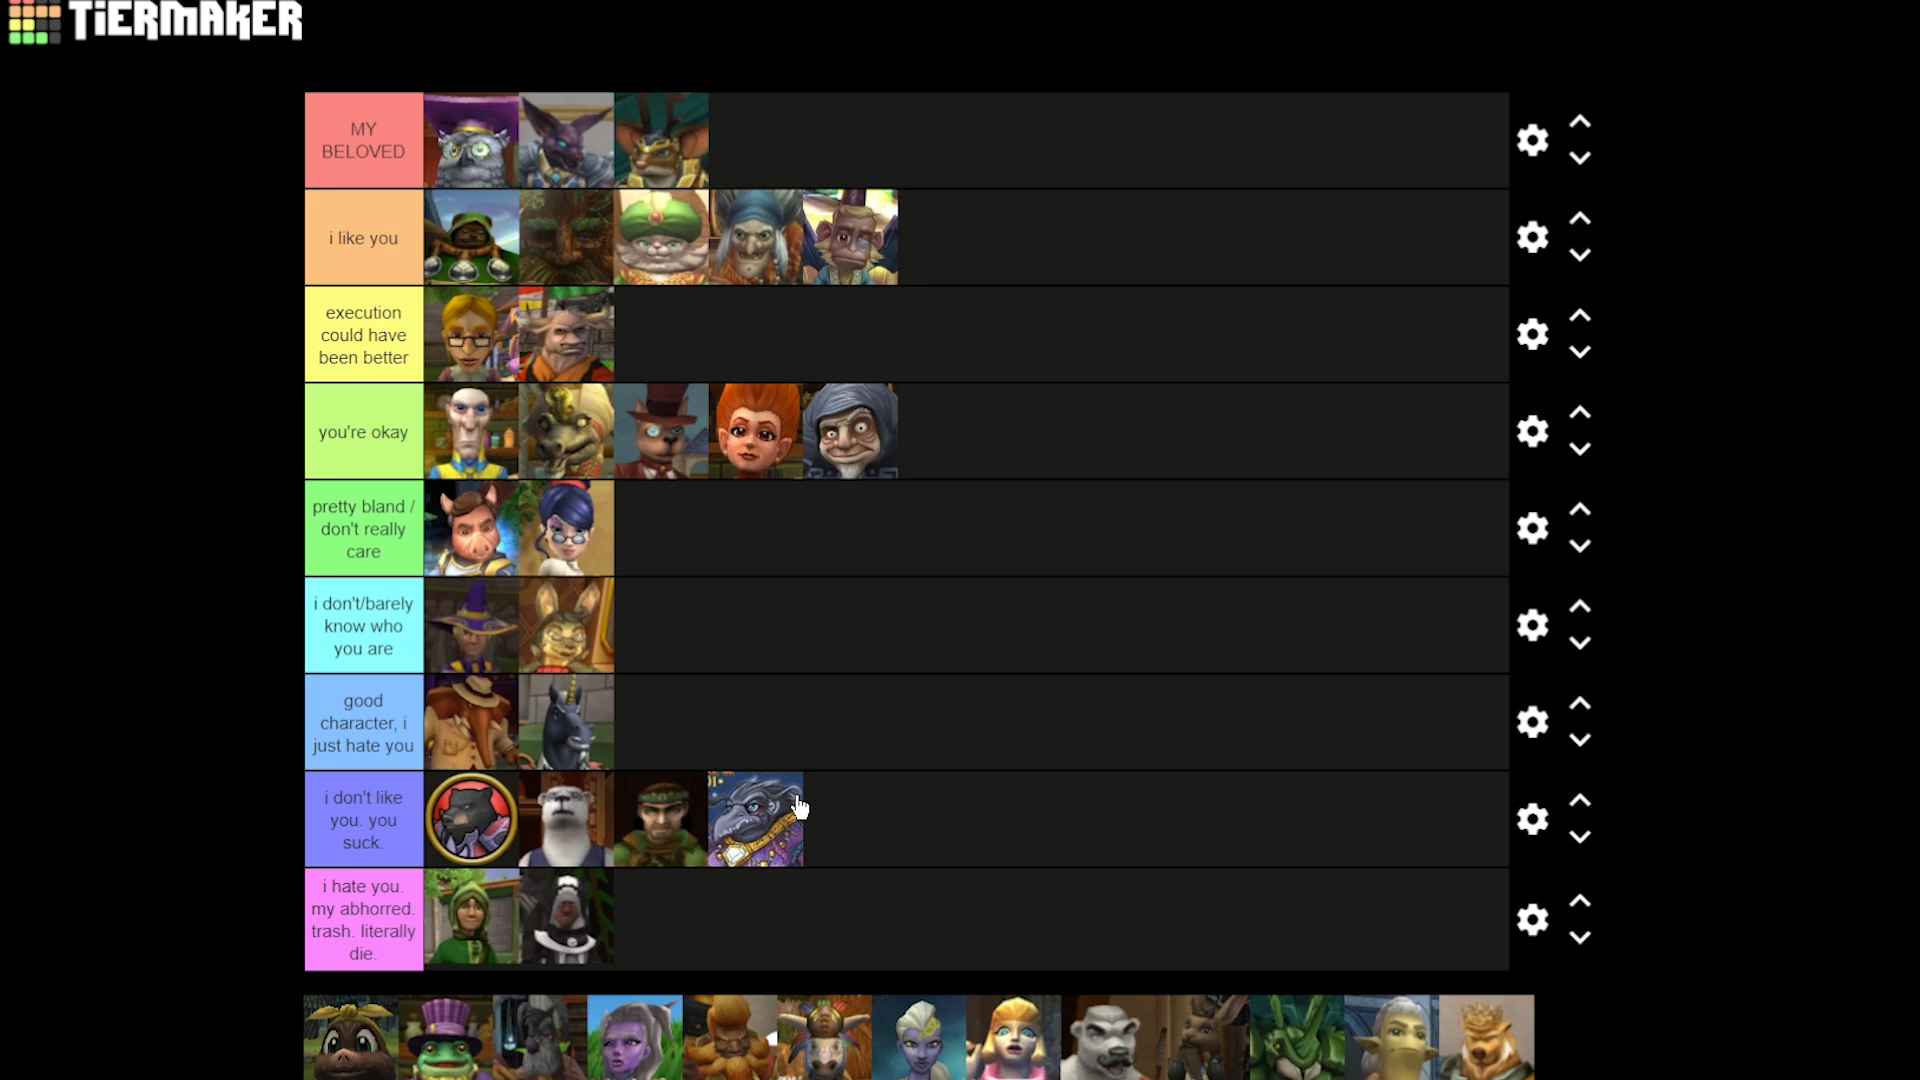 TiERMAKER
MY
BELOVED
i like you
execution
could have
been better
you're okay
pretty bland /
don't really
care
i don't/barely
know who
you are
good
character, i
just hate you
i don't like
you. you
suck.
i hate you.
my abhorred.
trash. literally
die.